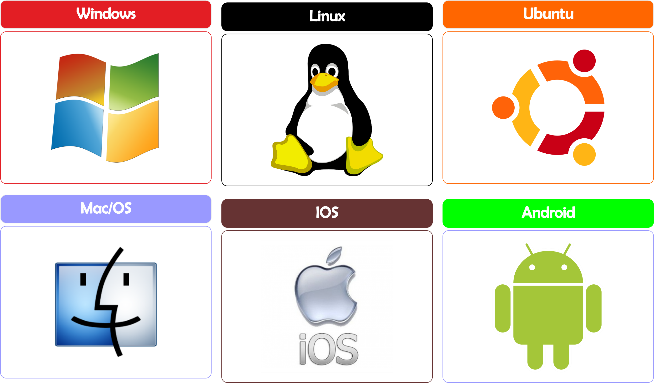 Windows
Linux
Ubuntu
Mac/OS
IOS
Android
iOS